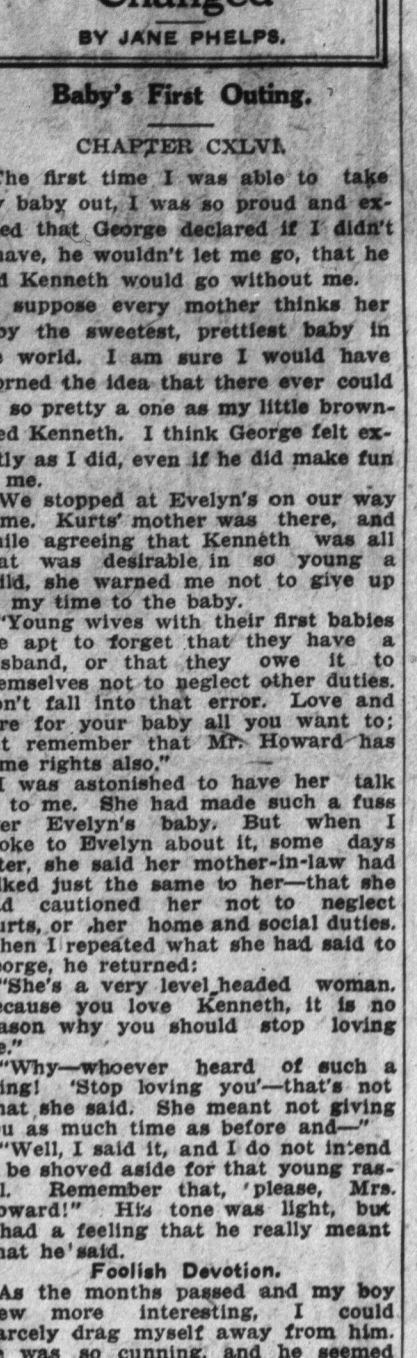 Changed
BY JANE PHELPS.
Baby's First Outing.
CHAPTER CXLVI.
The first time I was able to take
y baby out, I was so proud and ex-
ed that George declared if I didn't
have, he wouldn't let me go, that he
d Kenneth would go without me.
suppose every mother thinks her
by the sweetest, prettiest baby in
e world. I am sure I would have
orned the idea that there ever could
so pretty a one as my little brown-
ed Kenneth. I think George felt ex-
tly as I did, even if he did make fun
me.
We stopped at Evelyn's on our way
me. Kurts' mother was there, and
hile agreeing that Kenneth was all
at was desirable in so young a
ild, she warned me not to give up
my time to the baby.
"Young wives with their first babies
e apt to forget that they have a
sband, or that they owe it to
emselves not to neglect other duties.
on't fall into that error. Love and
re for your baby all you want to;
t remember that Mr. Howard has
me rights also."
I was astonished to have her talk
to me. She had made such a fuss
er Evelyn's baby. But when I
oke to Evelyn about it, some days
ter, she said her mother-in-law had
lked just the same to her—that she
d cautioned her not to neglect
urts, or her home and social duties.
hen I repeated what she had said to
eorge, he returned:
"She's a very level headed woman.
ecause you love Kenneth, it is no
ason why you should stop loving
e."
"Why—whoever heard of such a
ing! 'Stop loving you'—that's not
hat she said. She meant not giving
u as much time as before and—"
"Well, I said it, and I do not intend
be shoved aside for that young ras-
l. Remember that, 'please, Mrs.
oward!" His tone was light, but
had a feeling that he really meant
hat he said.
Foolish Devotion.
As the months passed and my boy
ew more interesting, I could
arcely drag myself away from him.
e was so cunning, and he seemed